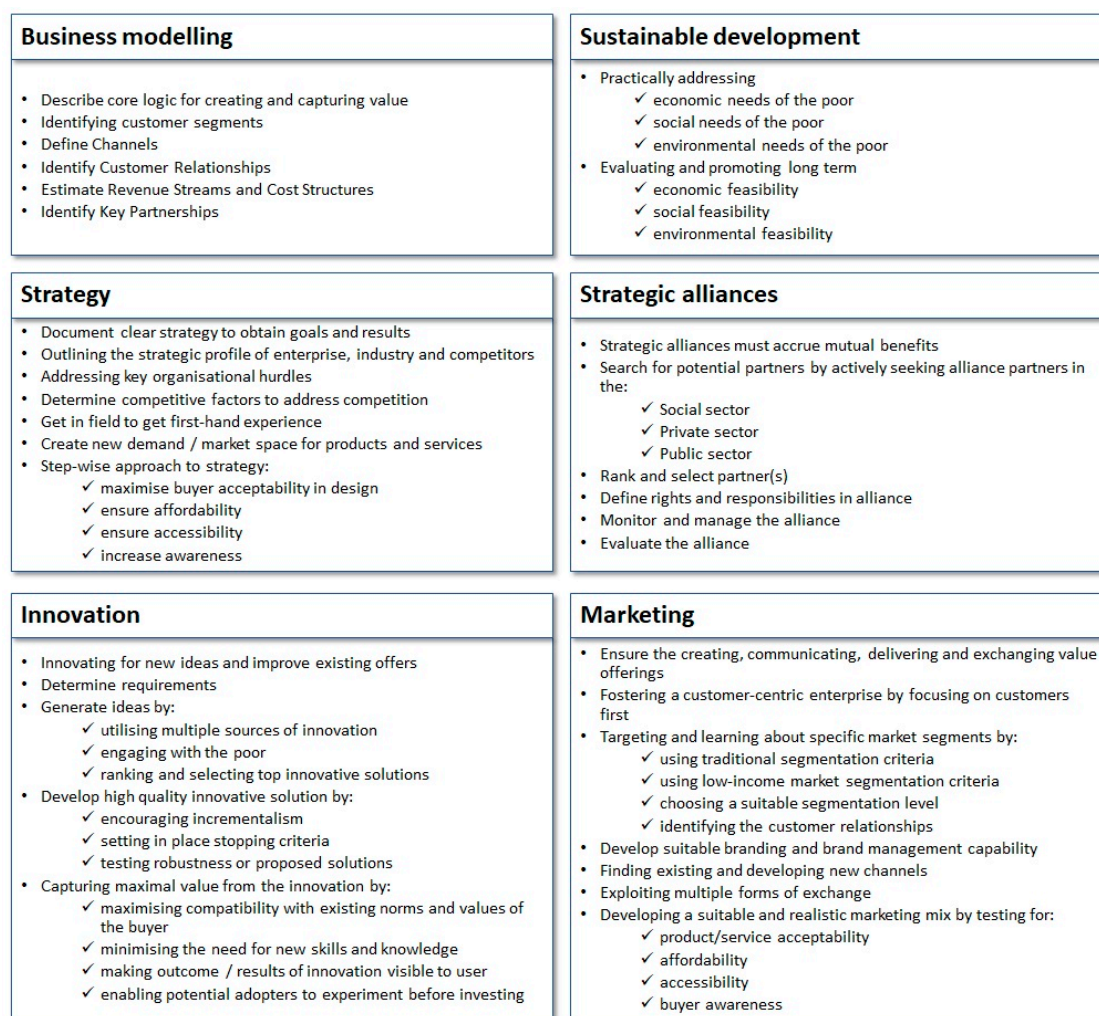 Business modelling
• Describe core logic for creating and capturing value
• Identifying customer segments
• Define Channels
• Identify Customer Relationships
• Estimate Revenue Streams and Cost Structures
• Identify Key Partnerships
Sustainable development
• Practically addressing
✓ economic needs of the poor
✓ social needs of the poor
✓ environmental needs of the poor
• Evaluating and promoting long term
✓ economic feasibility
✓ social feasibility
✓ environmental feasibility
Strategy
• Document clear strategy to obtain goals and results
• Outlining the strategic profile of enterprise, industry and competitors
• Addressing key organisational hurdles
• Determine competitive factors to address competition
• Get in field to get first-hand experience
• Create new demand / market space for products and services
• Step-wise approach to strategy:
✓ maximise buyer acceptability in design
✓ ensure affordability
✓ ensure accessibility
✓ increase awareness
Strategic alliances
• Strategic alliances must accrue mutual benefits
• Search for potential partners by actively seeking alliance partners in
the:
✓ Social sector
✓ Private sector
✓ Public sector
• Rank and select partner(s)
• Define rights and responsibilities in alliance
• Monitor and manage the alliance
• Evaluate the alliance
Innovation
• Innovating for new ideas and improve existing offers
• Determine requirements
• Generate ideas by:
✓ utilising multiple sources of innovation
✓ engaging with the poor
✓ ranking and selecting top innovative solutions
• Develop high quality innovative solution by:
✓ encouraging incrementalism
✓ setting in place stopping criteria
✓ testing robustness or proposed solutions
• Capturing maximal value from the innovation by:
✓ maximising compatibility with existing norms and values of
the buyer
✓ minimising the need for new skills and knowledge
✓ making outcome / results of innovation visible to user
✓ enabling potential adopters to experiment before investing
Marketing
• Ensure the creating, communicating, delivering and exchanging value
offerings
• Fostering a customer-centric enterprise by focusing on customers
first
• Targeting and learning about specific market segments by:
✓ using traditional segmentation criteria
✓ using low-income market segmentation criteria
✓ choosing a suitable segmentation level
✓ identifying the customer relationships
• Develop suitable branding and brand management capability
• Finding existing and developing new channels
• Exploiting multiple forms of exchange
• Developing a suitable and realistic marketing mix by testing for:
✓ product/service acceptability
✓ affordability
✓ accessibility
✓ buyer awareness